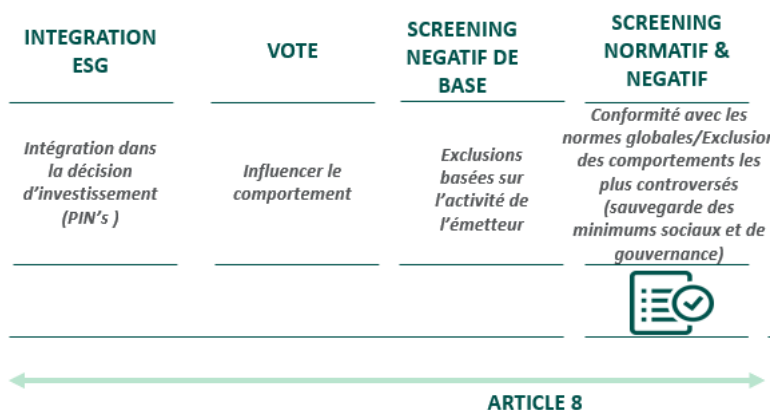 INTEGRATION
ESG
VOTE
SCREENING
NEGATIF DE
BASE
SCREENING
NORMATIF &
NEGATIF
Intégration dans
la décision
d'investissement
(PIN's )
Influencer le
comportement
Exclusions
basées sur
l'activité de
l'émetteur
Conformité avec les
normes globales/Exclusion
des comportements les
plus controversés
(sauvegarde des
minimums sociaux et de
gouvernance)
ARTICLE 8